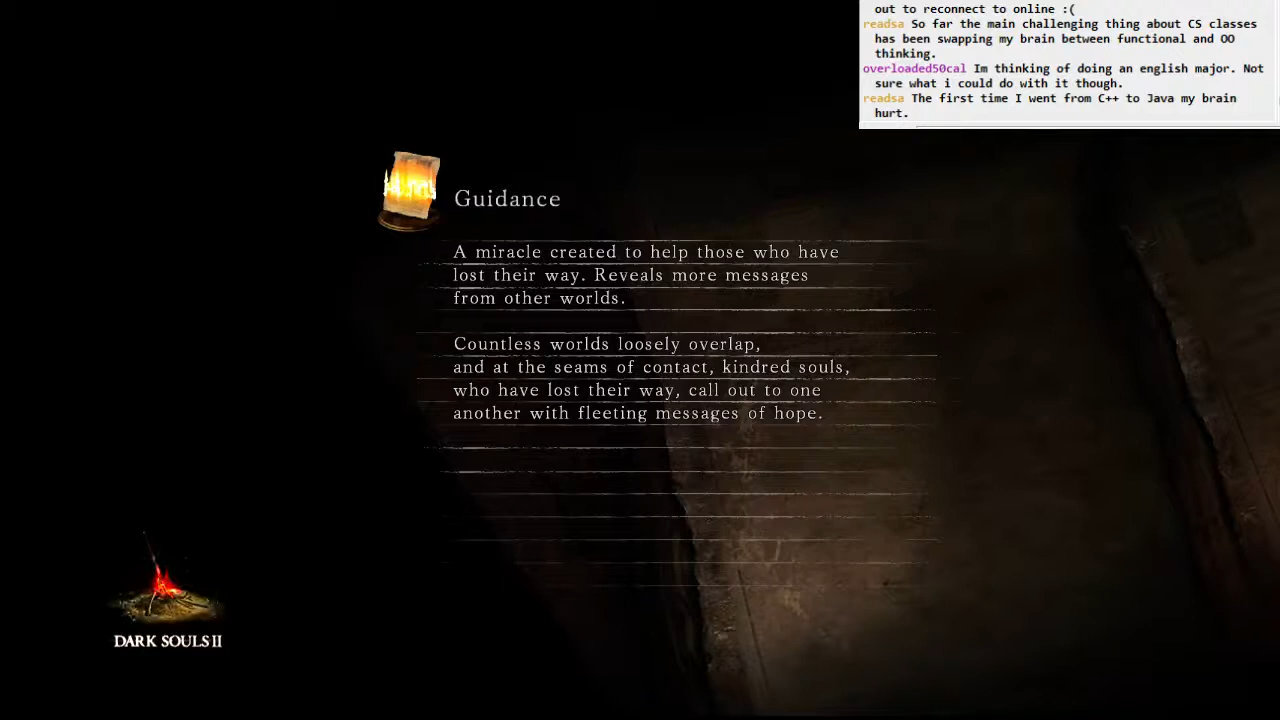 out to reconnect to online :(
readsa So far the main challenging thing about CS classes
has been swapping my brain between functional and OO
thinking.
overloaded50cal Im thinking of doing an english major. Not
sure what i could do with it though.
readsa The first time I went from C++ to Java my brain
hurt.
Guidance
A miracle created to help those who have
lost their way. Reveals more messages
from other worlds.
Countless worlds loosely overlap,
and at the seams of contact, kindred souls,
who have lost their way, call out to one
another with fleeting messages of hope.
DARK SOULS II